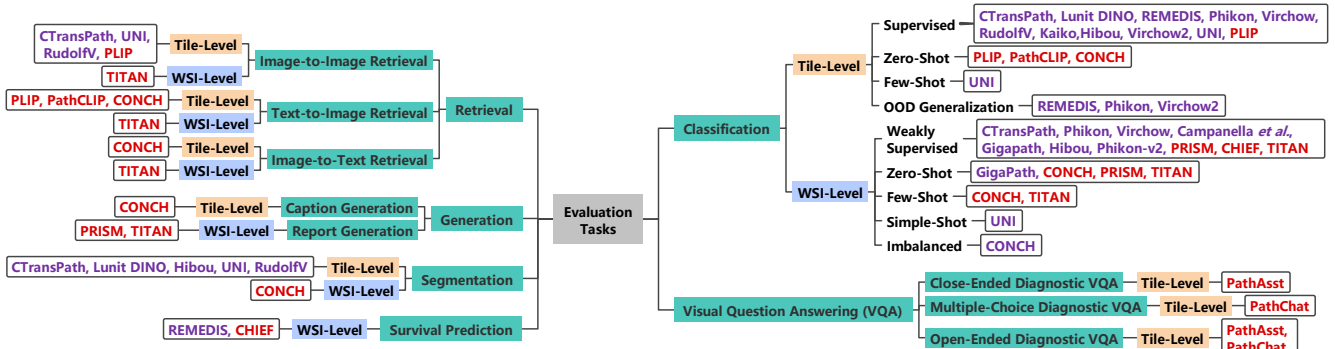 CTransPath, UNI,
RudolfV, PLIP
Tile-Level
TITAN
WSI-Level
Image-to-Image Retrieval
PLIP, PathCLIP, CONCH
Tile-Level
TITAN
WSI-Level
Text-to-Image Retrieval
CONCH
Tile-Level
TITAN
WSI-Level
Image-to-Text Retrieval
Retrieval
CONCH
Tile-Level
Caption Generation
PRISM, TITAN
WSI-Level
Report Generation
Generation
CTransPath, Lunit DINO, Hibou, UNI, RudolfV
Tile-Level
CONCH
WSI-Level
Segmentation
REMEDIS, CHIEF
WSI-Level
Survival Prediction
Evaluation
Tasks
Classification
Tile-Level
Supervised
CTransPath, Lunit DINO, REMEDIS, Phikon, Virchow,
RudolfV, Kaiko,Hibou, Virchow2, UNI, PLIP
Zero-Shot
PLIP, PathCLIP, CONCH
Few-Shot
UNI
OOD Generalization
REMEDIS, Phikon, Virchow2
WSI-Level
Weakly
Supervised
CTransPath, Phikon, Virchow, Campanella et al.,
Gigapath, Hibou, Phikon-v2, PRISM, CHIEF, TITAN
Zero-Shot
GigaPath, CONCH, PRISM, TITAN
Few-Shot
CONCH, TITAN
Simple-Shot
UNI
Imbalanced
CONCH
Visual Question Answering (VQA)
Close-Ended Diagnostic VQA
Tile-Level
PathAsst
Multiple-Choice Diagnostic VQA
Tile-Level
PathChat
Open-Ended Diagnostic VQA
Tile-Level
PathAsst,
PathChat